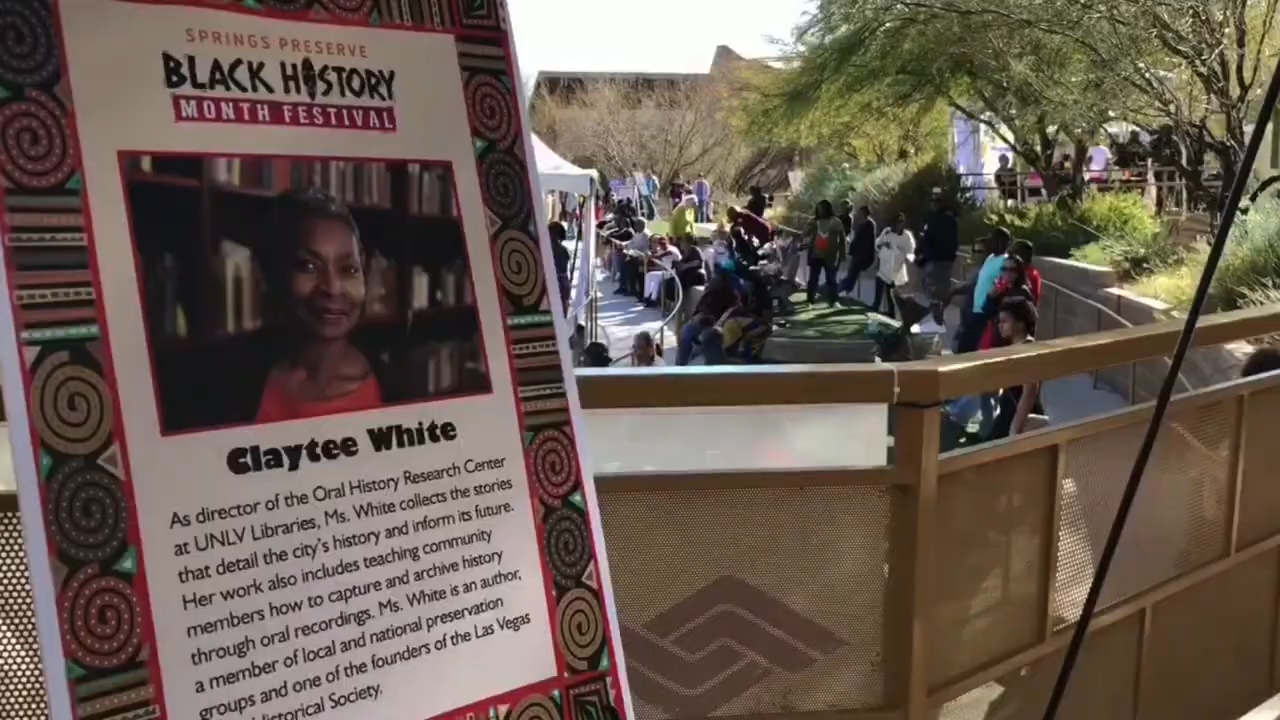 SPRINGS PRESERVE
BLACK HISTORY
MONTH FESTIVAL
Claytee White
As director of the Oral History Research Center
at UNLV Libraries, Ms. White collects the stories
that detail the city's history and inform its future.
Her work also includes teaching community
members how to capture and archive history
through oral recordings. Ms. White is an author,
a member of local and national preservation
groups and one of the founders of the Las Vegas
Historical Society.